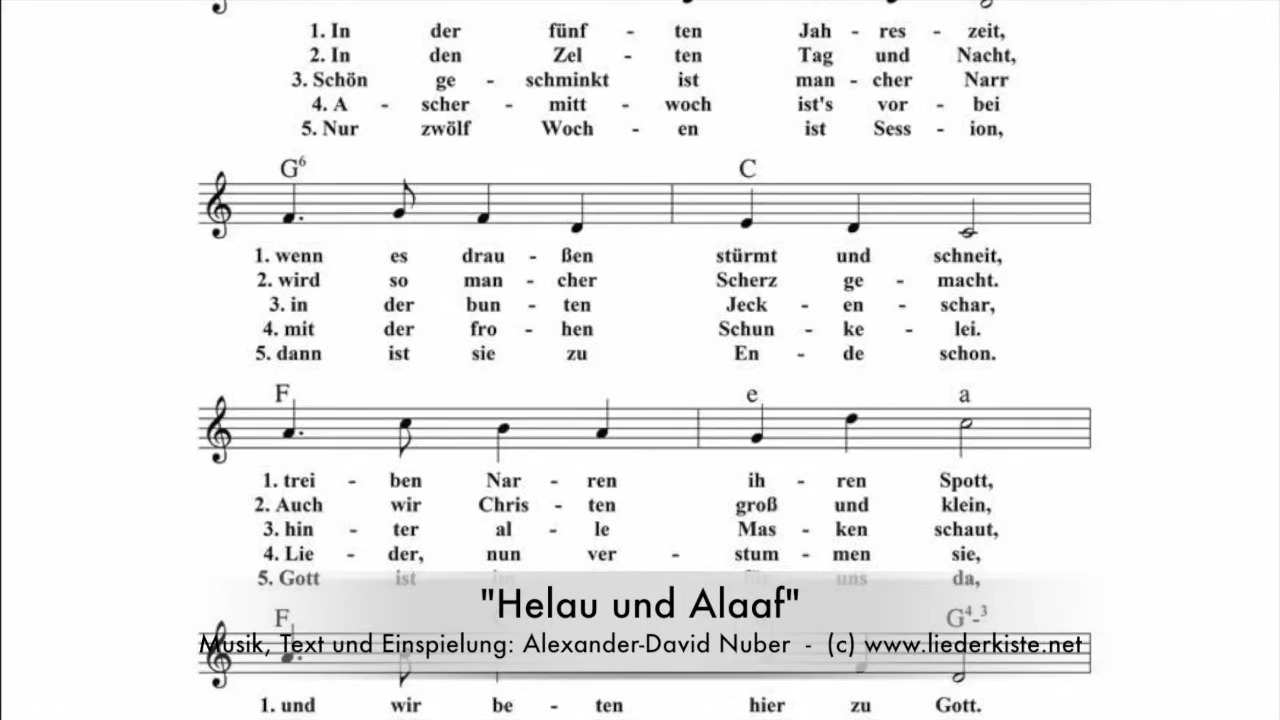 1. In der fünf - ten Jah - res - zeit,
2. In den Zel - ten Tag und Nacht,
3. Schön ge - schminkt ist man - cher Narr
4. A - scher - mitt - woch ist's vor - bei
5. Nur zwölf Woch - en ist Sess - ion,
G6 C
1. wenn es drau - ßen stürmt und schneit,
2. wird so man - cher Scherz ge - macht.
3. in der bun - ten Jeck - en - schar,
4. mit der fro - hen Schun - ke - lei.
5. dann ist sie zu En - de schon.
F e a
1. trei - ben Nar - ren ih - ren Spott,
2. Auch wir Chris - ten groß und klein,
3. hin - ter al - le Mas - ken schaut,
4. Lie - der, nun ver - stum - men sie,
5. Gott ist uns da,
"Helau und Alaaf"
F G4-3
Musik, Text und Einspielung: Alexander-David Nuber - (c) www.liederkiste.net
1. und wir be - ten hier zu Gott.